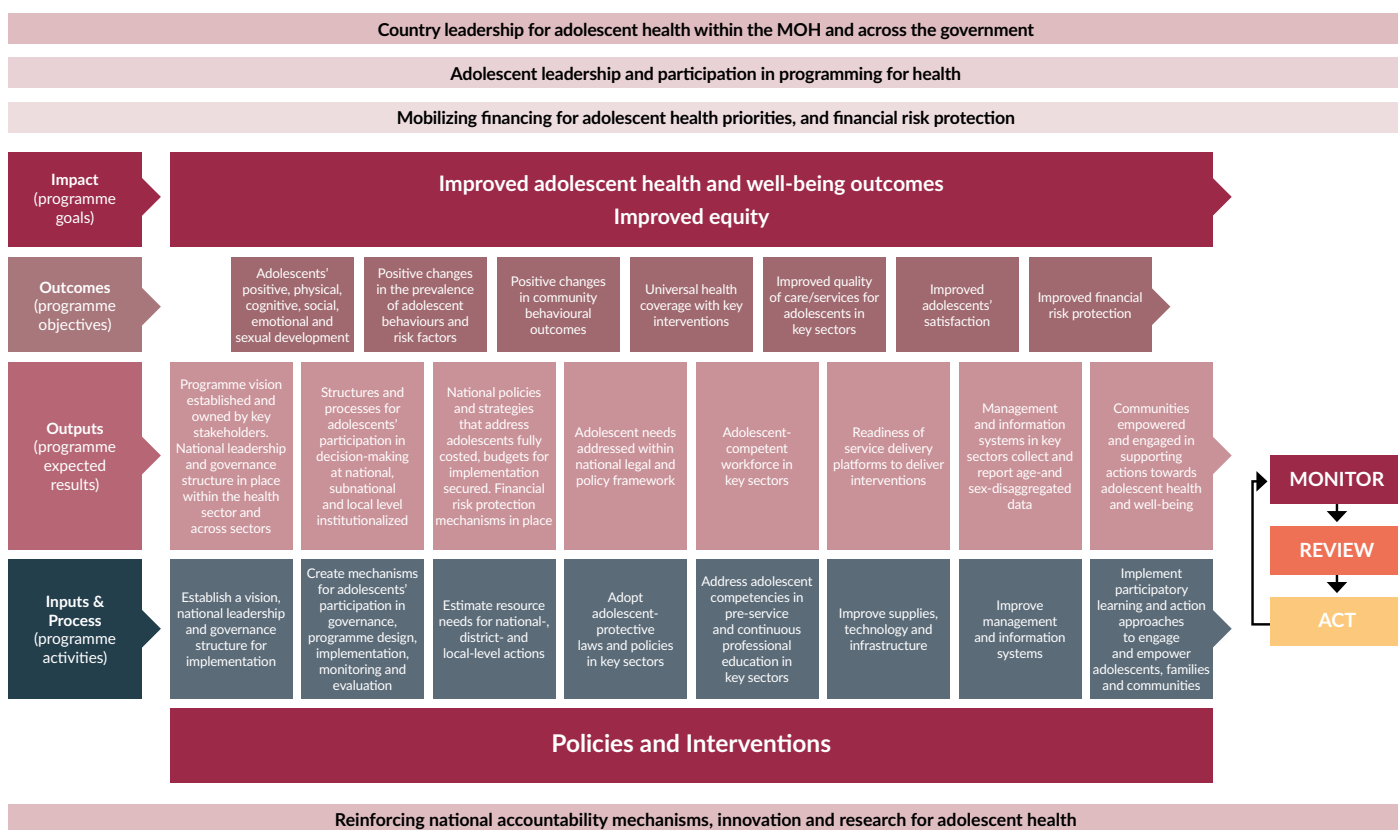 Country leadership for adolescent health within the MOH and across the government
Adolescent leadership and participation in programming for health
Mobilizing financing for adolescent health priorities, and financial risk protection
Impact
(programme
goals)
Improved adolescent health and well-being outcomes
Improved equity
Outcomes
(programme
objectives)
Adolescents'
positive, physical,
cognitive, social,
emotional and
sexual development
Positive changes
in the prevalence
of adolescent
behaviours and
risk factors
Positive changes
in community
behavioural
outcomes
Universal health
coverage with key
interventions
Improved quality
of care/services for
adolescents in
key sectors
Improved
adolescents'
satisfaction
Improved financial
risk protection
Outputs
(programme
expected
results)
Programme vision
established and
owned by key
stakeholders.
National leadership
and governance
structure in place
within the health
sector and
across sectors
Structures and
processes for
adolescents'
participation in
decision-making
at national,
subnational
and local level
institutionalized
National policies
and strategies
that address
adolescents fully
costed, budgets for
implementation
secured. Financial
risk protection
mechanisms in place
Adolescent needs
addressed within
national legal and
policy framework
Adolescent-
competent
workforce in
key sectors
Readiness of
service delivery
platforms to deliver
interventions
Management
and information
systems in key
sectors collect and
report age-and
sex-disaggregated
data
Communities
empowered
and engaged in
supporting
actions towards
adolescent health
and well-being
Inputs &
Process
(programme
activities)
Establish a vision,
national leadership
and governance
structure for
implementation
Create mechanisms
for adolescents'
participation in
governance,
programme design,
implementation,
monitoring and
evaluation
Estimate resource
needs for national-,
district- and
local-level actions
Adopt
adolescent-
protective
laws and policies
in key sectors
Address adolescent
competencies in
pre-service
and continuous
professional
education in
key sectors
Improve supplies,
technology and
infrastructure
Improve
management
and information
systems
Implement
participatory
learning and action
approaches
to engage
and empower
adolescents, families
and communities
MONITOR
REVIEW
ACT
Policies and Interventions
Reinforcing national accountability mechanisms, innovation and research for adolescent health